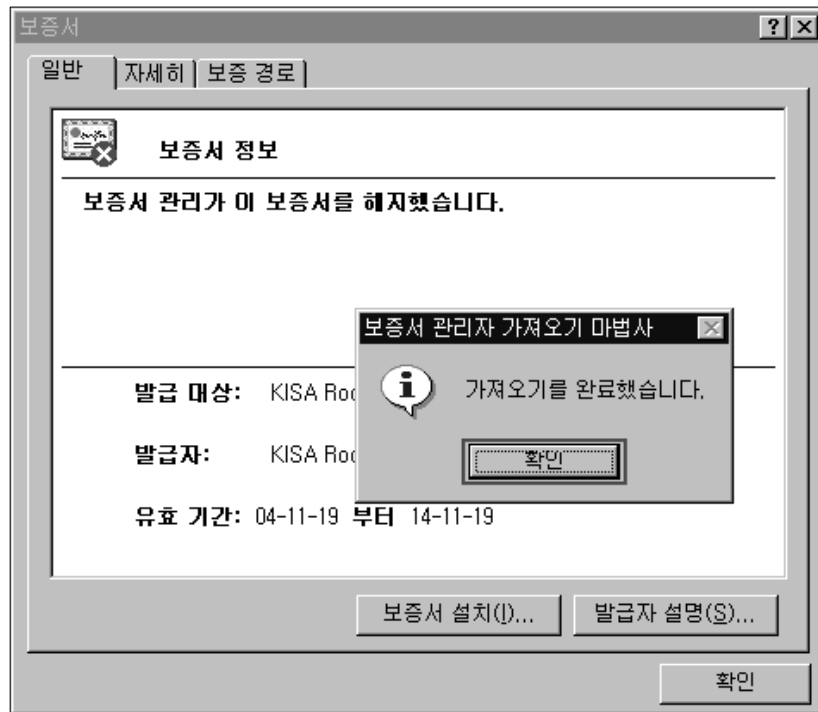 보증서
일반 자세히 보증 경로
보증서 정보
보증서 관리가 이 보증서를 해지했습니다.
보증서 관리자 가져오기 마법사
가져오기를 완료했습니다.
확인
발급 대상: KISA
발급자: KISA
유효 기간: 04-11-19 부터 14-11-19
보증서 설치(I)... 발급자 설명(S)...
확인